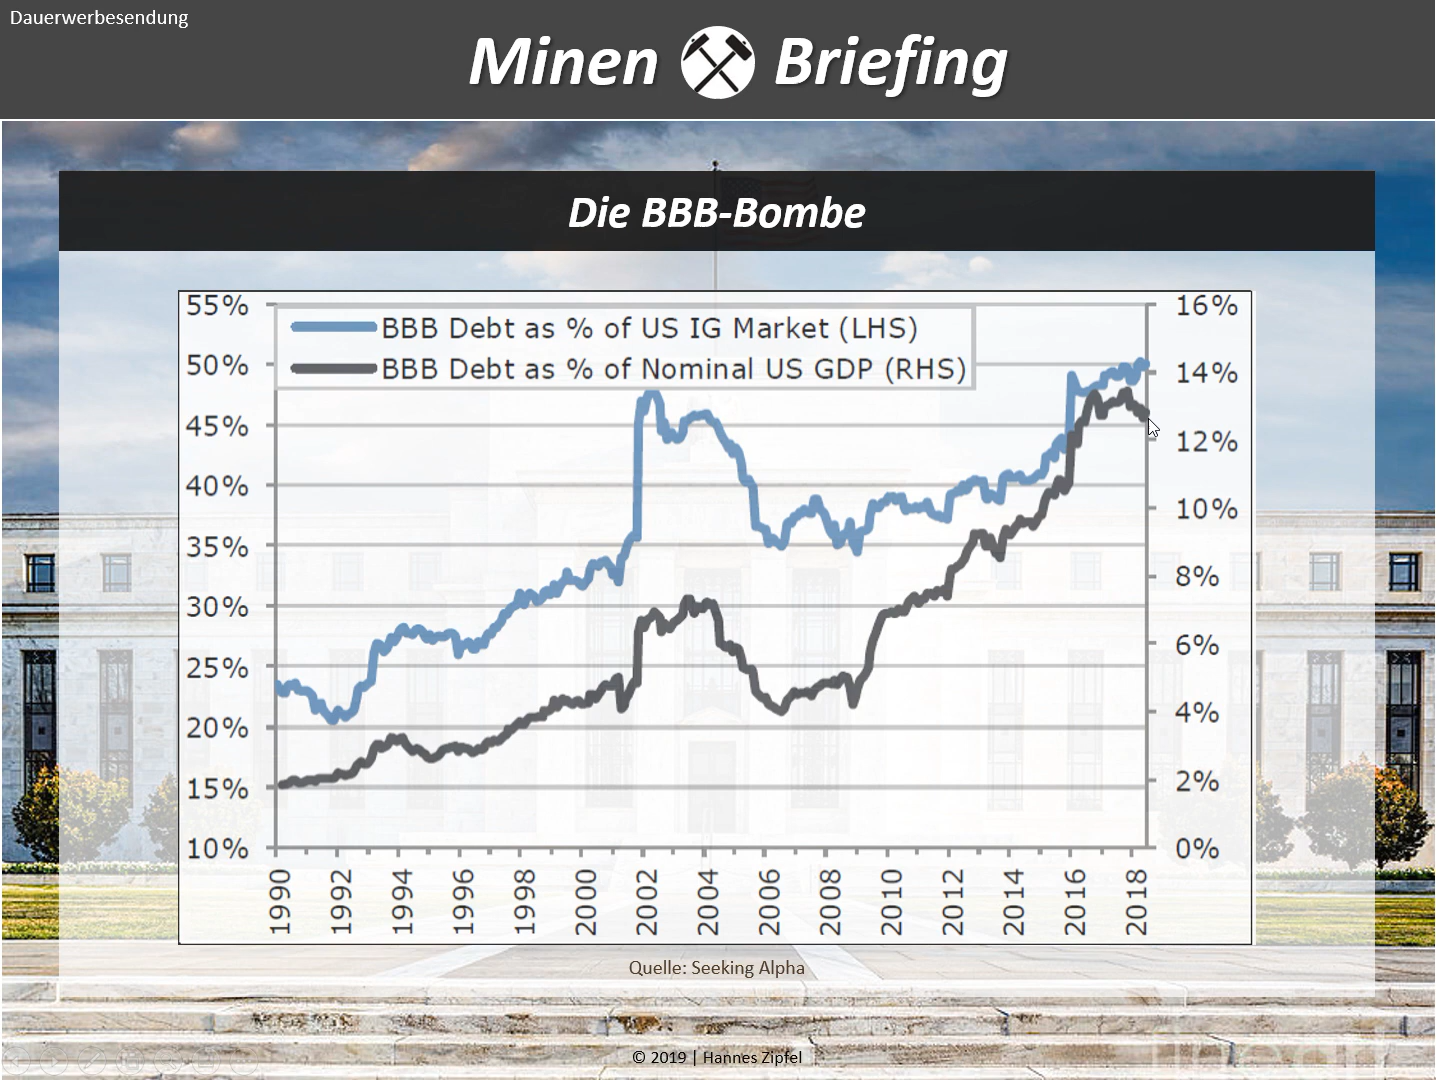 Dauerwerbesendung
Minen Briefing
Die BBB-Bombe
BBB Debt as % of US IG Market (LHS)
BBB Debt as % of Nominal US GDP (RHS)
55%
50%
45%
40%
35%
30%
25%
20%
15%
10%
16%
14%
12%
10%
8%
6%
4%
2%
0%
1990 1992 1994 1996 1998 2000 2002 2004 2006 2008 2010 2012 2014 2016 2018
Quelle: Seeking Alpha
© 2019 | Hannes Zipfel